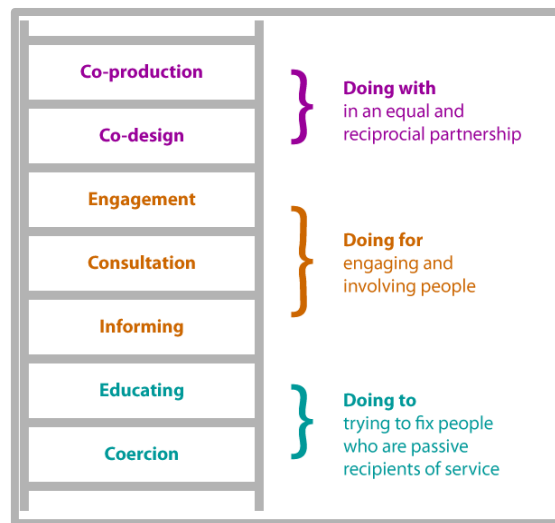 Co-production
Co-design
Doing with
in an equal and
reciprocial partnership
Engagement
Consultation
Informing
Doing for
engaging and
involving people
Educating
Coercion
Doing to
trying to fix people
who are passive
recipients of service